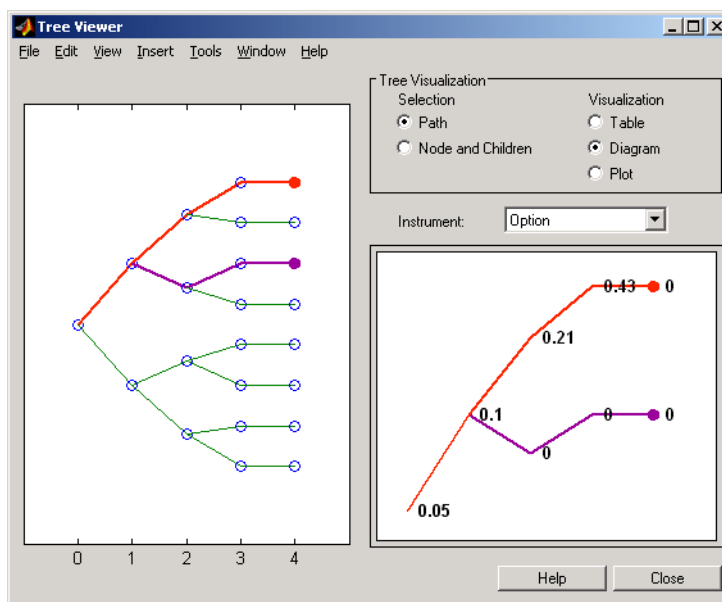 Tree Viewer
File Edit View Insert Tools Window Help
Tree Visualization
Selection Visualization
Path Table
Node and Children Diagram
Plot
Instrument: Option
0.43 0
0.21
0.1 0 0
0
0.05
0 1 2 3 4
Help Close